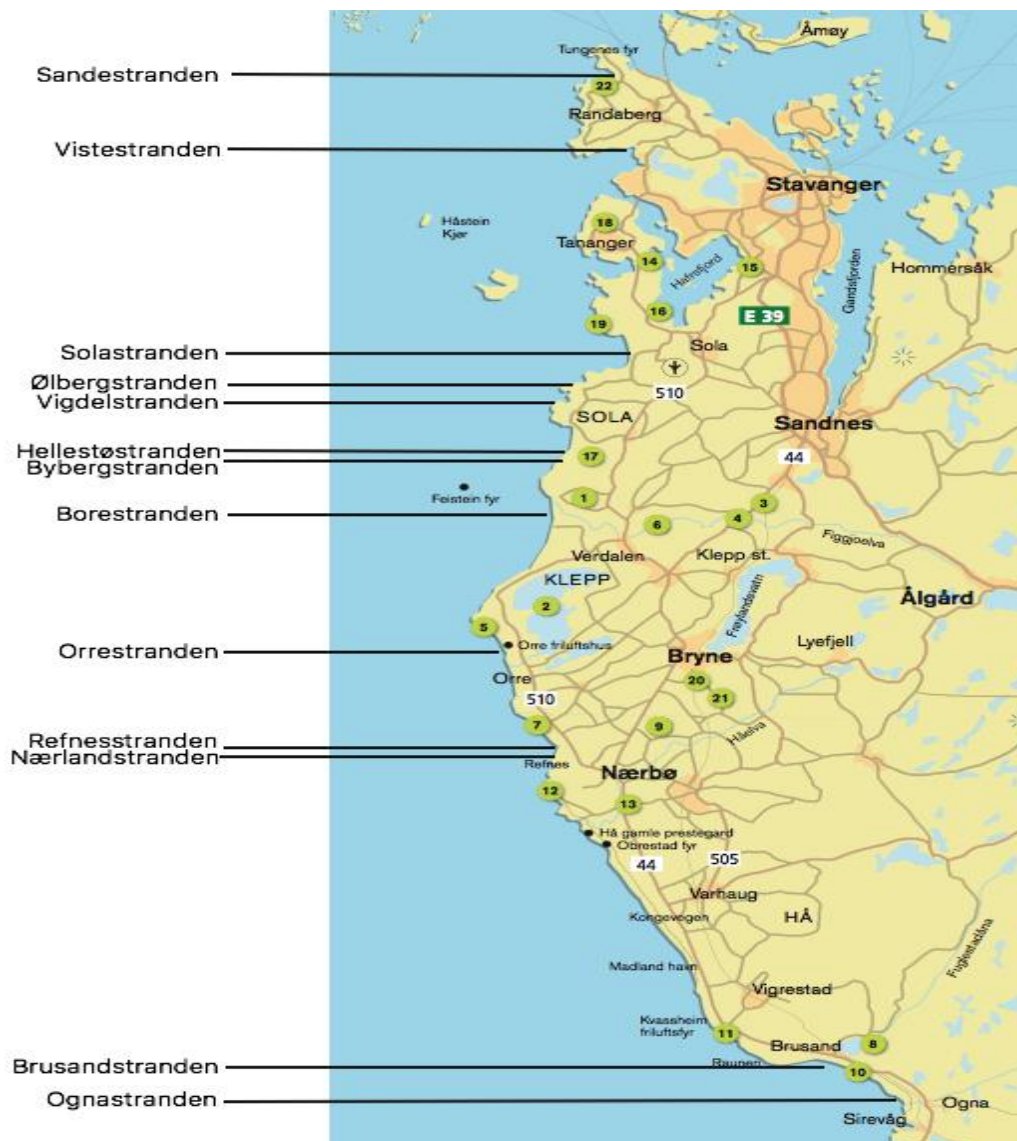 Åmøy
Tungenes fyr
Sandestranden
22
Randaberg
Vistestranden
Stavanger
Håstein
Kjør
18
Tananger
14
Hafrsfjord
15
Gandsfjorden
Hommersåk
16
19
E 39
Sola
Solastranden
Ølbergstranden
510
Vigdelstranden
SOLA
Sandnes
Hellestøstranden
17
44
Bybergstranden
Feistein fyr
1
3
Borestranden
4
6
Figgjoelva
Verdalen
Klepp st.
KLEPP
Frøylandsvatn
Ålgård
2
5
Orre friluftshus
Lyefjell
Orrestranden
Bryne
Orre
20
510
21
7
9
Håelva
Refnesstranden
Nærlandstranden
Refnes
Nærbø
12
13
Hå gamle prestegard
Obrestad fyr
44
505
Varhaug
Kongevegen
HÅ
Fuglestadåna
Madland havn
Vigrestad
Kvassheim
friluftsfyr
11
Brusand
8
Raunen
Brusandstranden
10
Ognastranden
Ogna
Sirevåg